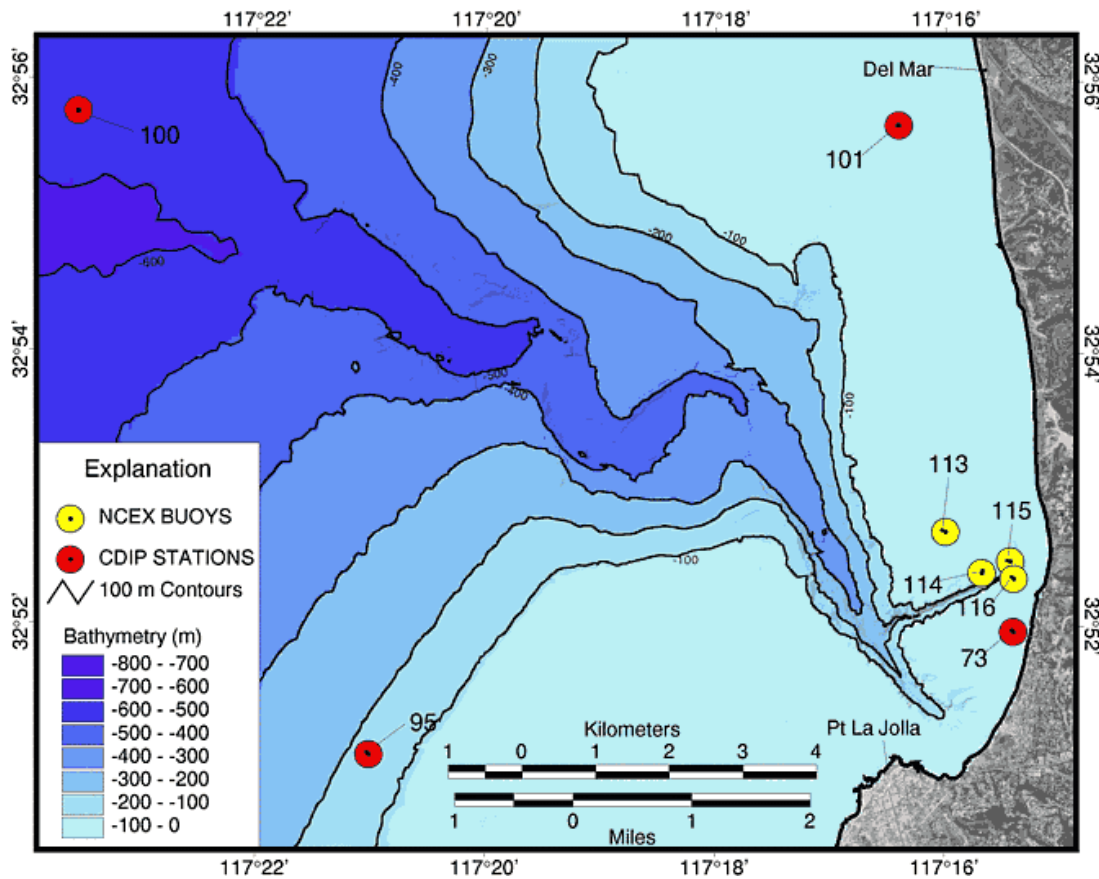 117°22' 117°20' 117°18' 117°16'
32°56'
32°56'
Del Mar
-400
-300
100
101
-200
-100
-600
32°54'
32°54'
-500
-400
-100
Explanation
NCEX BUOYS
CDIP STATIONS
100 m Contours
Bathymetry (m)
-800 - -700
-700 - -600
-600 - -500
-500 - -400
-400 - -300
-300 - -200
-200 - -100
-100 - 0
113
115
114
116
73
-100
32°52'
32°52'
95
Pt La Jolla
Kilometers
1 0 1 2 3 4
1 0 1 2
Miles
117°22' 117°20' 117°18' 117°16'